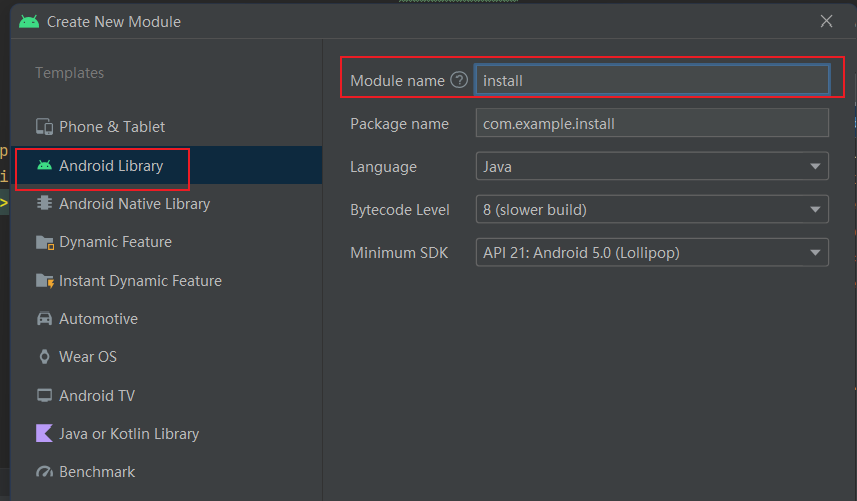 Create New Module
Templates
Phone & Tablet
Android Library
Android Native Library
Dynamic Feature
Instant Dynamic Feature
Automotive
Wear OS
Android TV
Java or Kotlin Library
Benchmark
Module name ? install
Package name com.example.install
Language Java
Bytecode Level 8 (slower build)
Minimum SDK API 21: Android 5.0 (Lollipop)
p
i
>